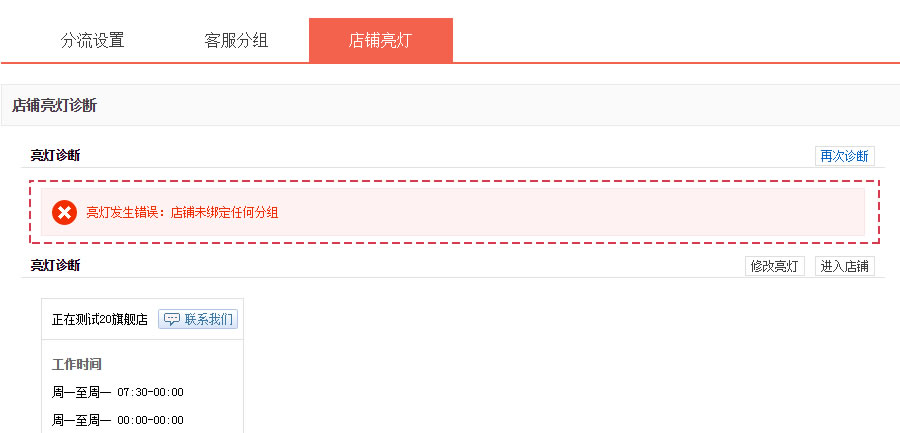 分流设置 客服分组 店铺亮灯
店铺亮灯诊断
亮灯诊断 再次诊断
亮灯发生错误：店铺未绑定任何分组
亮灯诊断 修改亮灯 进入店铺
正在测试20旗舰店 联系我们
工作时间
周一至周一 07:30-00:00
周一至周一 00:00-00:00